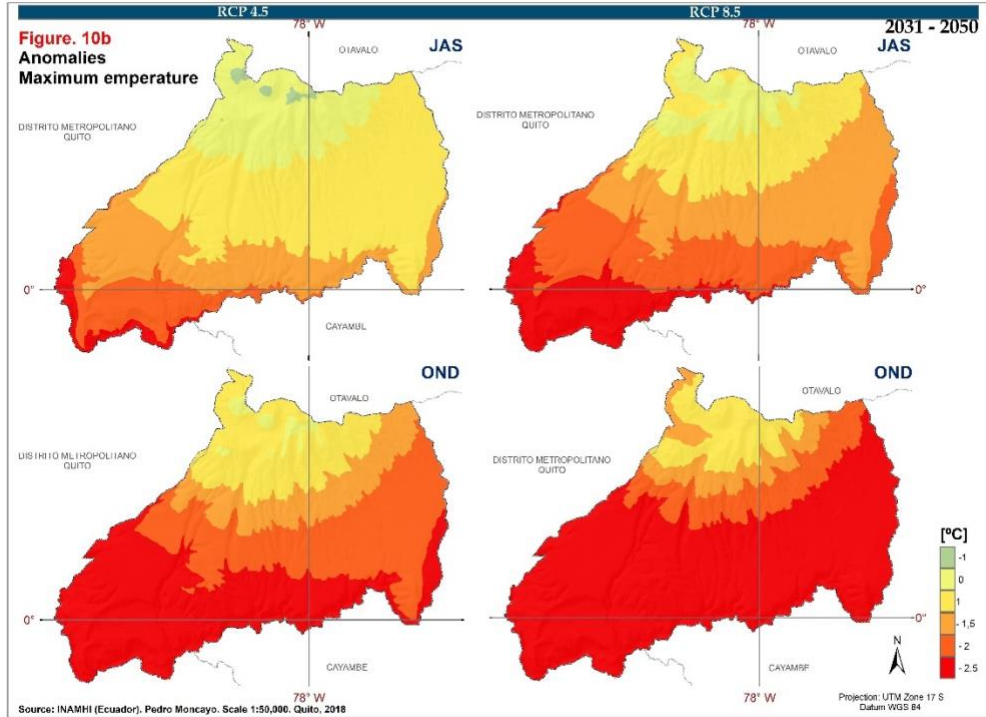 RCP 4.5
RCP 8.5
78° W
78° W
2031 - 2050
Figure. 10b
Anomalies
Maximum emperature
OTAVALO
JAS
OTAVALO
JAS
DISTRITO METROPOLITANO
QUITO
DISTRITO METROPOLITANO
QUITO
0°
0°
CAYAMBL
OTAVALO
OND
OTAVALO
OND
DISTRITO METROPOLITANO
QUITO
DISTRITO METROPOLITANO
QUITO
[ºC]
-1
0
1
- 1,5
- 2
- 2.5
0°
0°
N
CAYAMBE
CAYAMBE
78° W
78° W
Source: INAMHI (Ecuador). Pedro Moncayo. Scale 1:50,000. Quito, 2018
Projection: UTM Zone 17 S
Datum WGS 84